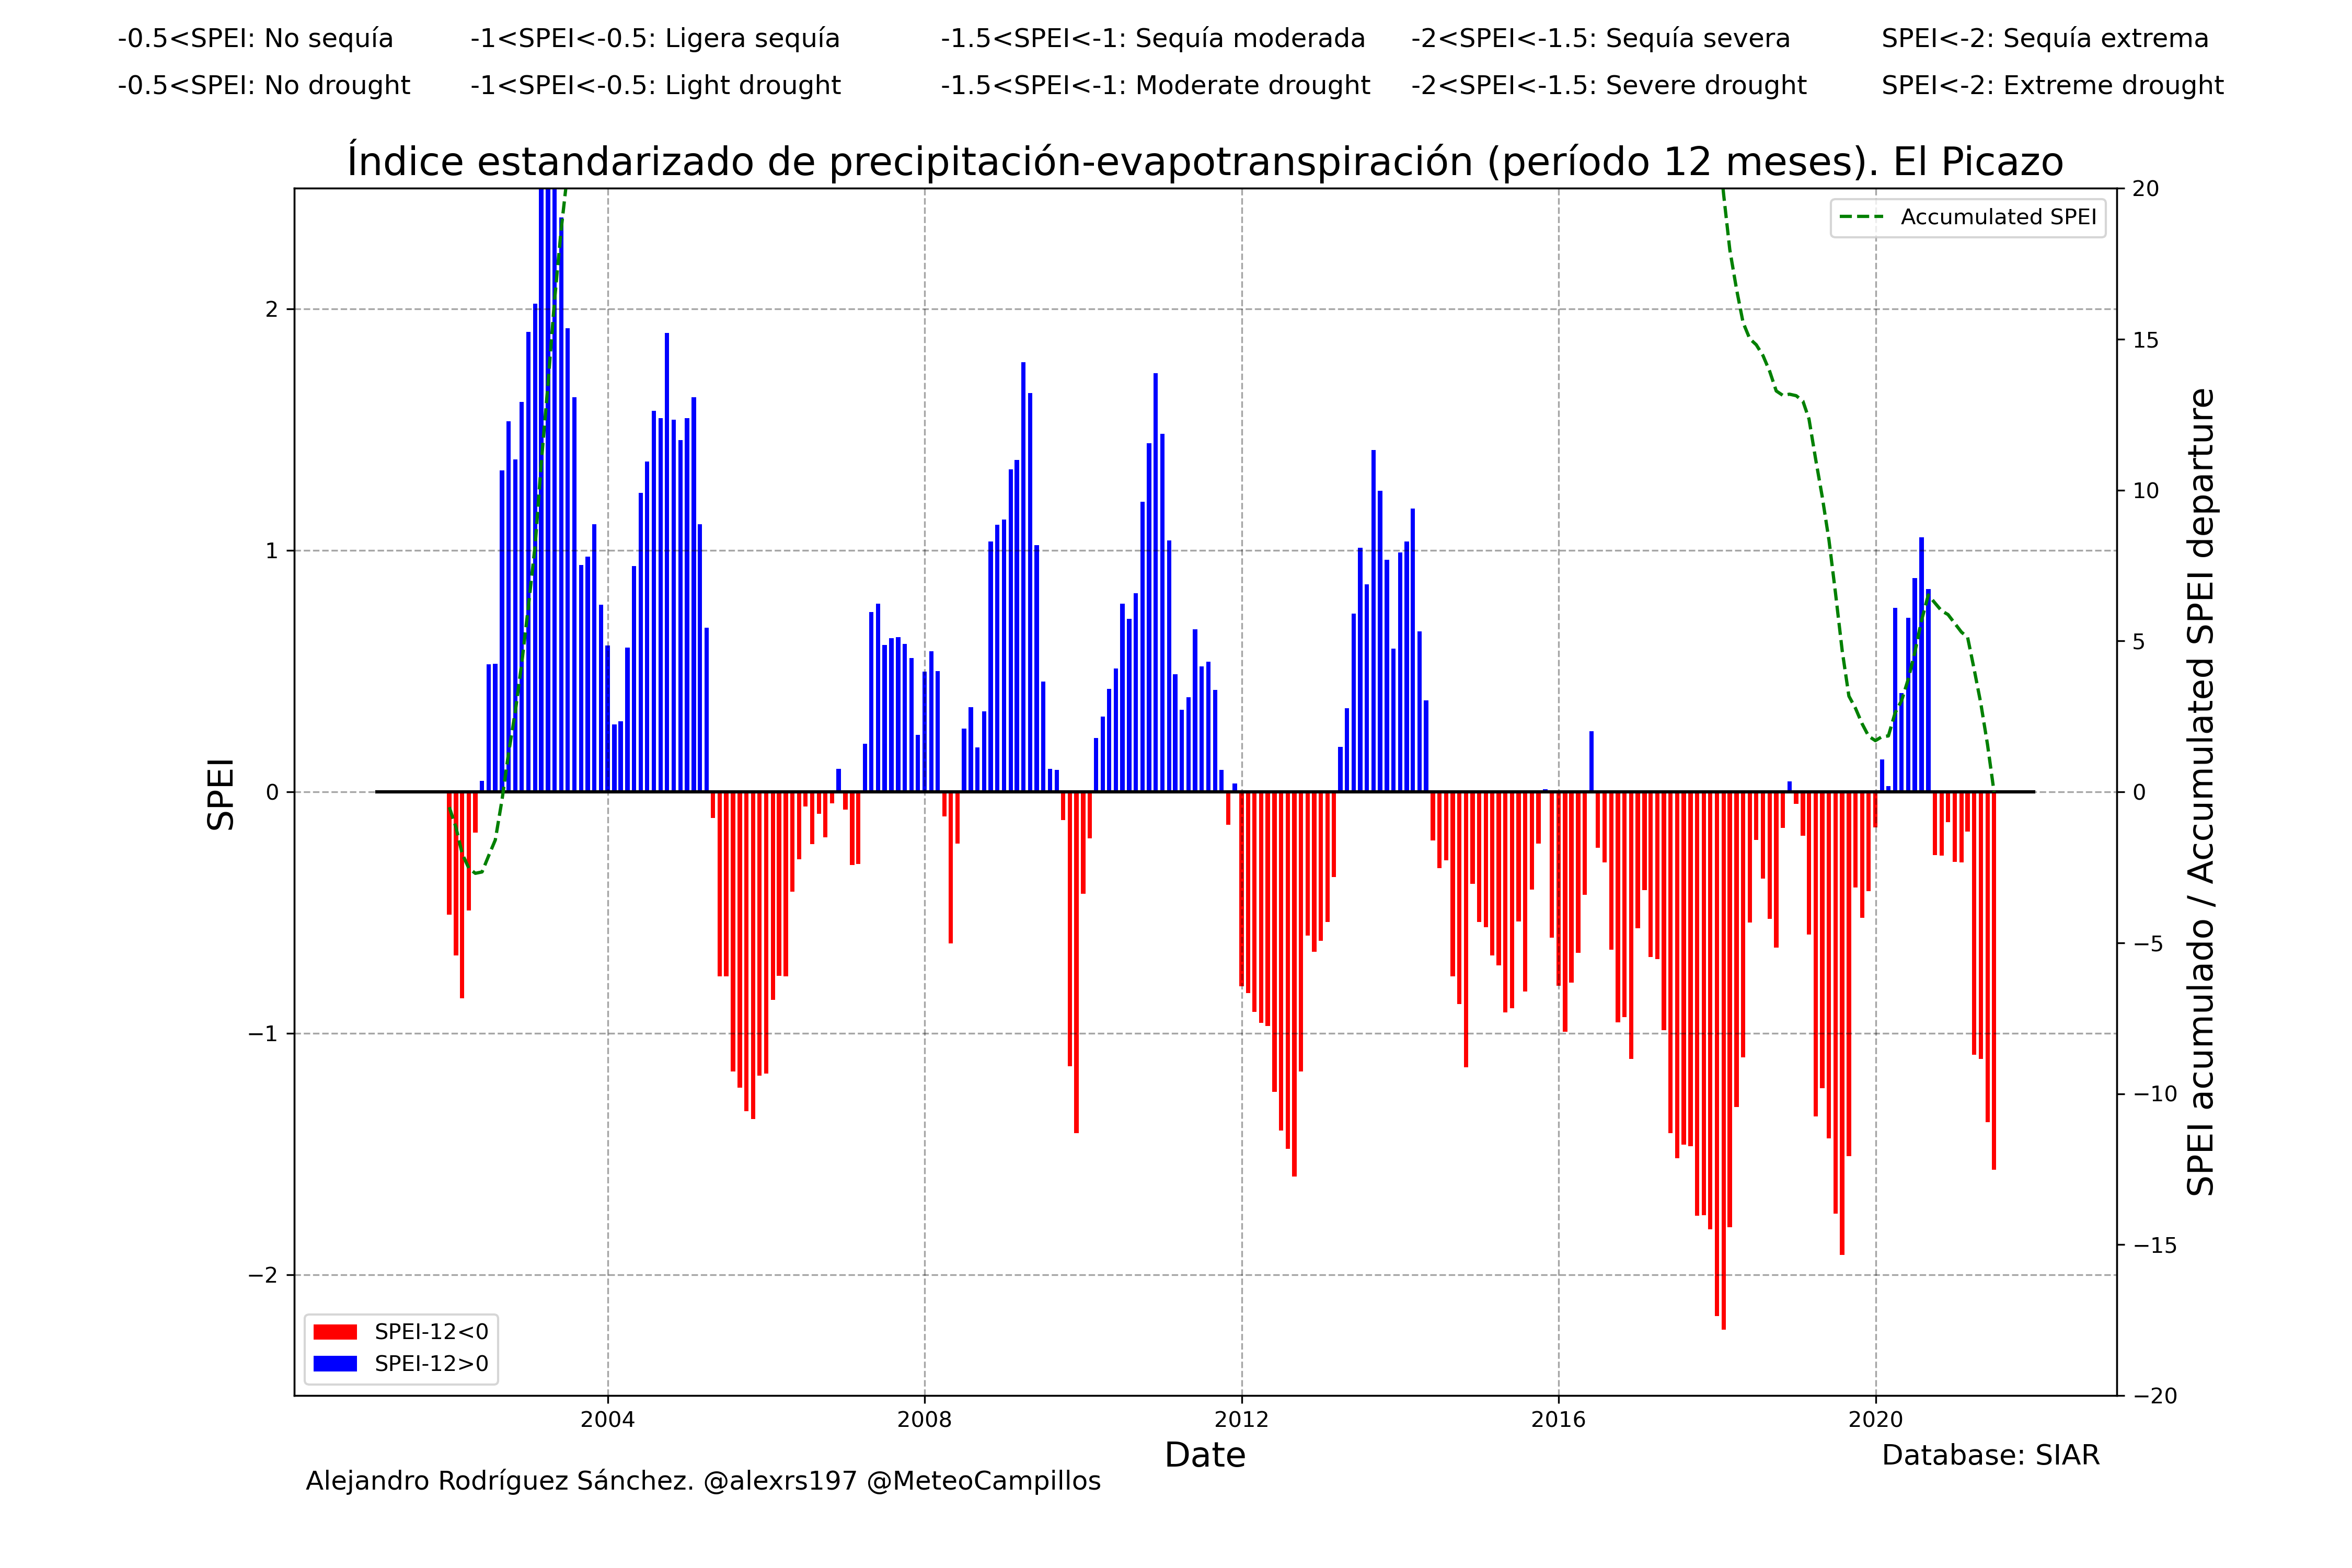 -0.5<SPEI: No sequía -1<SPEI<-0.5: Ligera sequía -1.5<SPEI<-1: Sequía moderada -2<SPEI<-1.5: Sequía severa SPEI<-2: Sequía extrema
-0.5<SPEI: No drought -1<SPEI<-0.5: Light drought -1.5<SPEI<-1: Moderate drought -2<SPEI<-1.5: Severe drought SPEI<-2: Extreme drought
Índice estandarizado de precipitación-evapotranspiración (período 12 meses). El Picazo
Accumulated SPEI
SPEI
2
1
0
−1
−2
20
15
10
5
0
−5
−10
−15
−20
SPEI acumulado / Accumulated SPEI departure
SPEI-12<0
SPEI-12>0
2004 2008 2012 2016 2020
Date
Database: SIAR
Alejandro Rodríguez Sánchez. @alexrs197 @MeteoCampillos